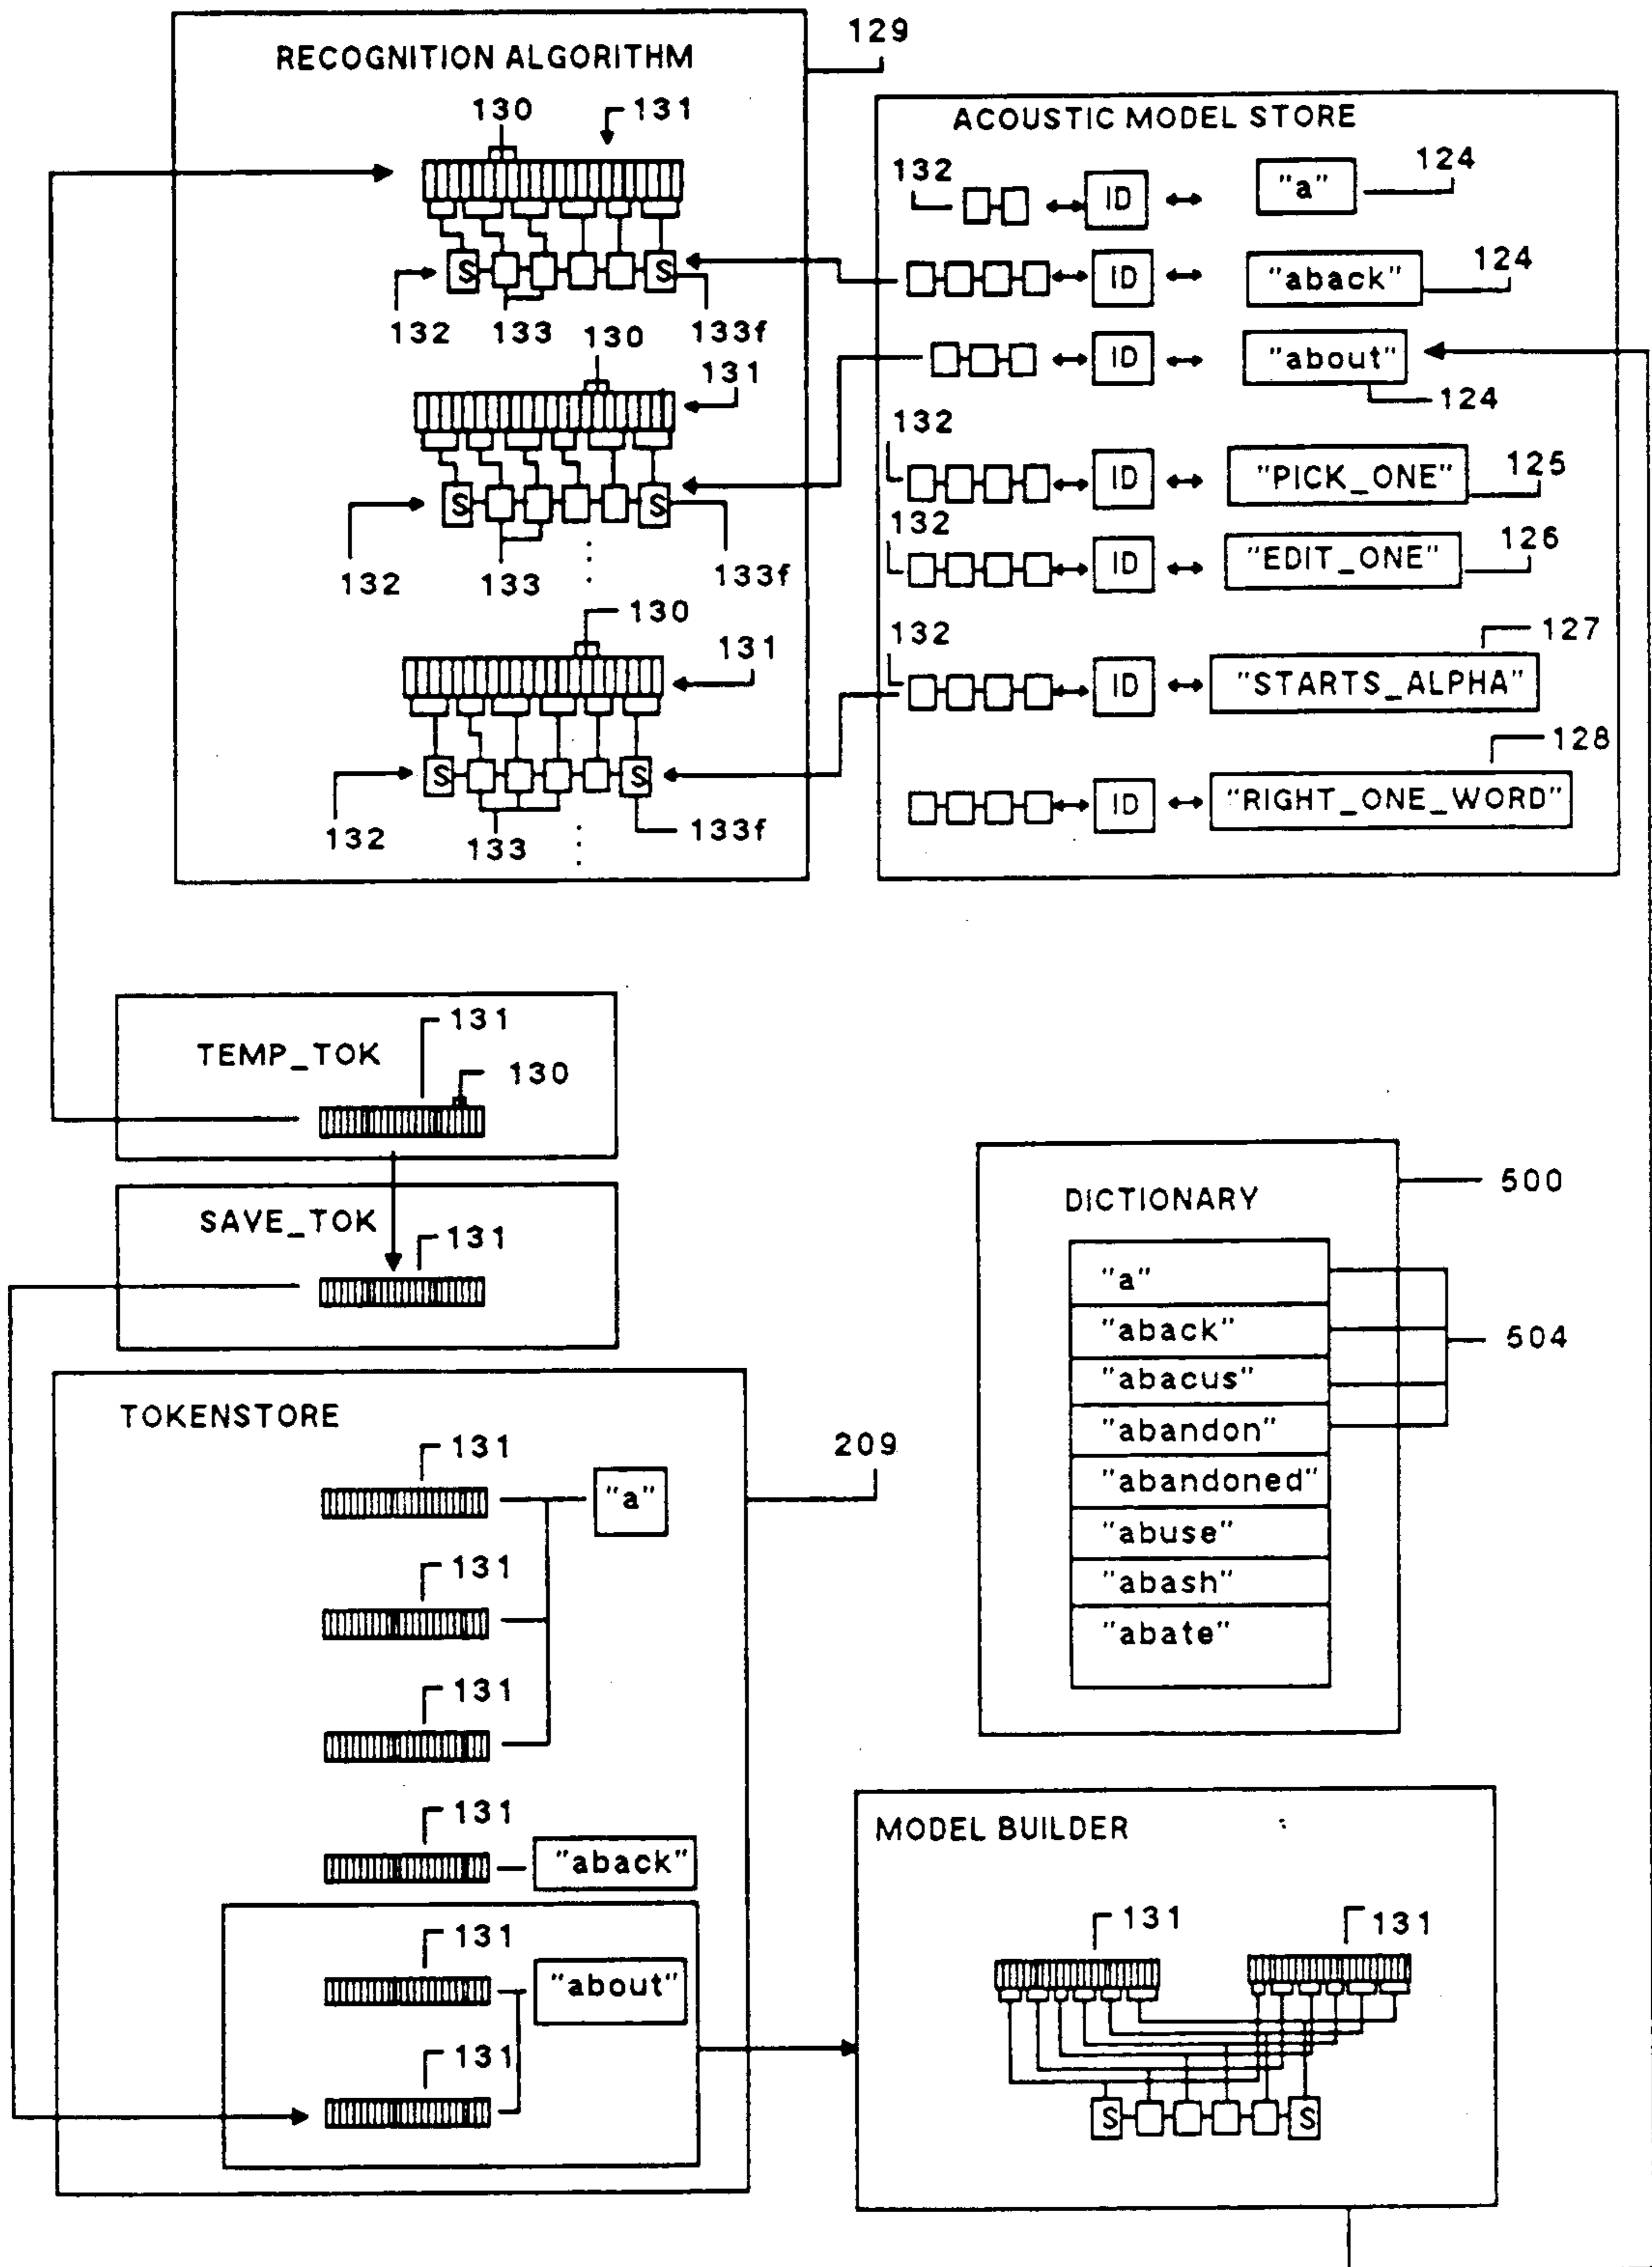 RECOGNITION ALGORITHM
129
130
131
S
S
132
133
133f
130
131
S
S
132
133
133f
130
131
S
S
132
133
133f
ACOUSTIC MODEL STORE
132
ID
"a"
124
ID
"aback"
124
ID
"about"
124
132
ID
"PICK_ONE"
125
132
ID
"EDIT_ONE"
126
132
ID
"STARTS_ALPHA"
127
ID
"RIGHT_ONE_WORD"
128
TEMP_TOK
131
130
SAVE_TOK
131
DICTIONARY
500
"a"
"aback"
"abacus"
"abandon"
"abandoned"
"abuse"
"abash"
"abate"
504
TOKENSTORE
209
131
"a"
131
131
131
"aback"
131
"about"
131
MODEL BUILDER
131
131
S
S